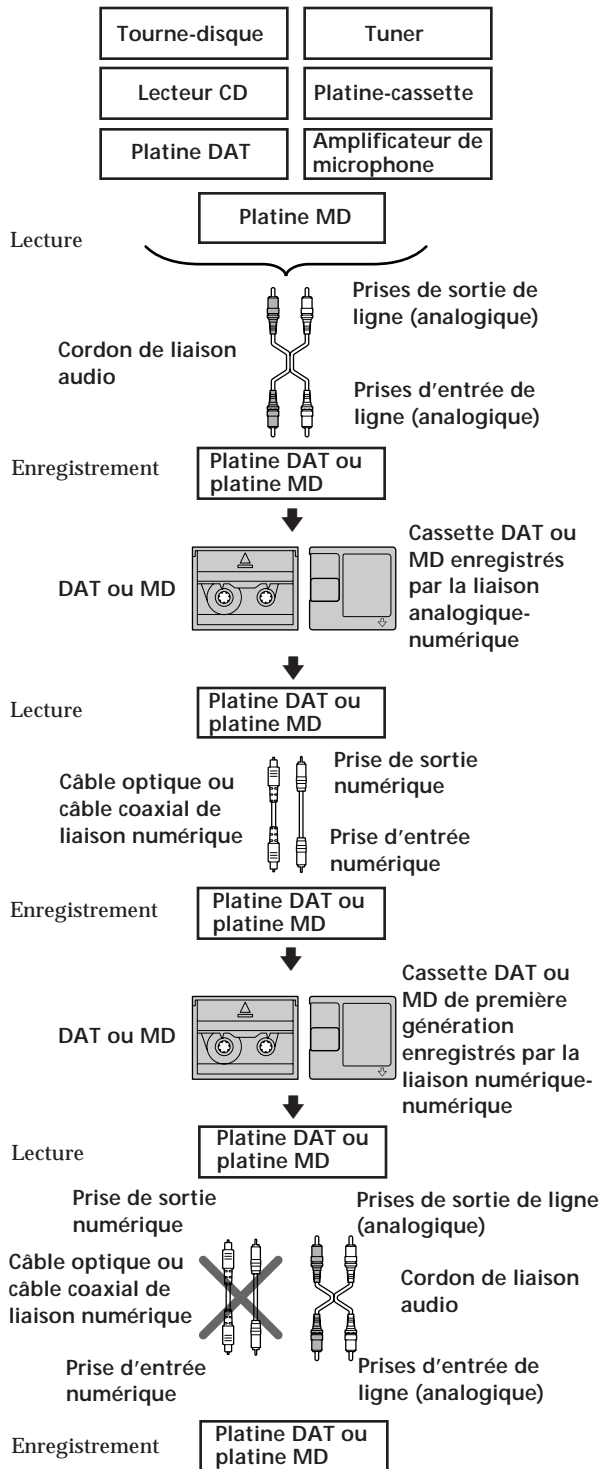 Tourne-disque
Tuner
Lecteur CD
Platine-cassette
Platine DAT
Amplificateur de
microphone
Platine MD
Lecture
Prises de sortie de
ligne (analogique)
Cordon de liaison
audio
Prises d'entrée de
ligne (analogique)
Enregistrement
Platine DAT ou
platine MD
DAT ou MD
Cassette DAT ou
MD enregistrés
par la liaison
analogique-
numérique
Lecture
Platine DAT ou
platine MD
Câble optique ou
câble coaxial de
liaison numérique
Prise de sortie
numérique
Prise d'entrée
numérique
Enregistrement
Platine DAT ou
platine MD
DAT ou MD
Cassette DAT ou
MD de première
génération
enregistrés par la
liaison numérique-
numérique
Lecture
Platine DAT ou
platine MD
Prise de sortie
numérique
Câble optique ou
câble coaxial de
liaison numérique
Prise d'entrée
numérique
Prises de sortie de ligne
(analogique)
Cordon de liaison
audio
Prises d'entrée de
ligne (analogique)
Enregistrement
Platine DAT ou
platine MD